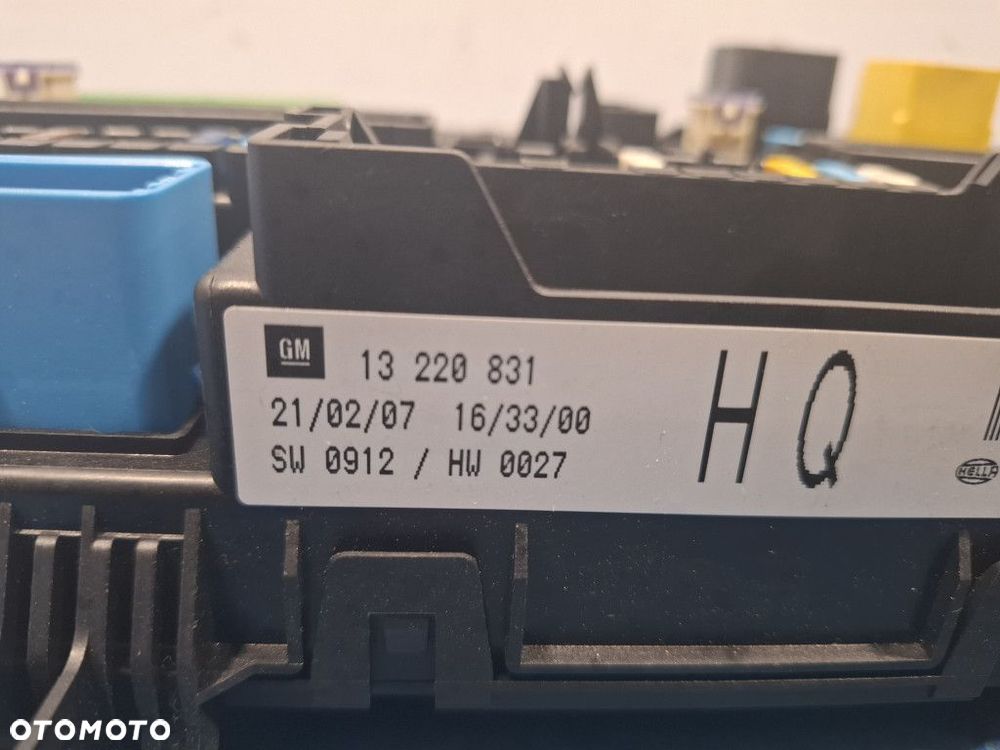 GM 13 220 831
21/02/07 16/33/00
SW 0912 / HW 0027
HQ
HELLA
OTOMOTO